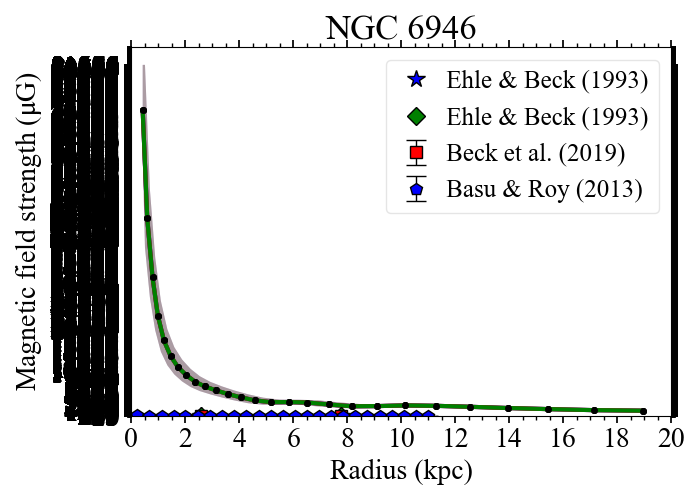 NGC 6946
Magnetic field strength (μG)
Ehle & Beck (1993)
Ehle & Beck (1993)
Beck et al. (2019)
Basu & Roy (2013)
0 2 4 6 8 10 12 14 16 18 20
Radius (kpc)